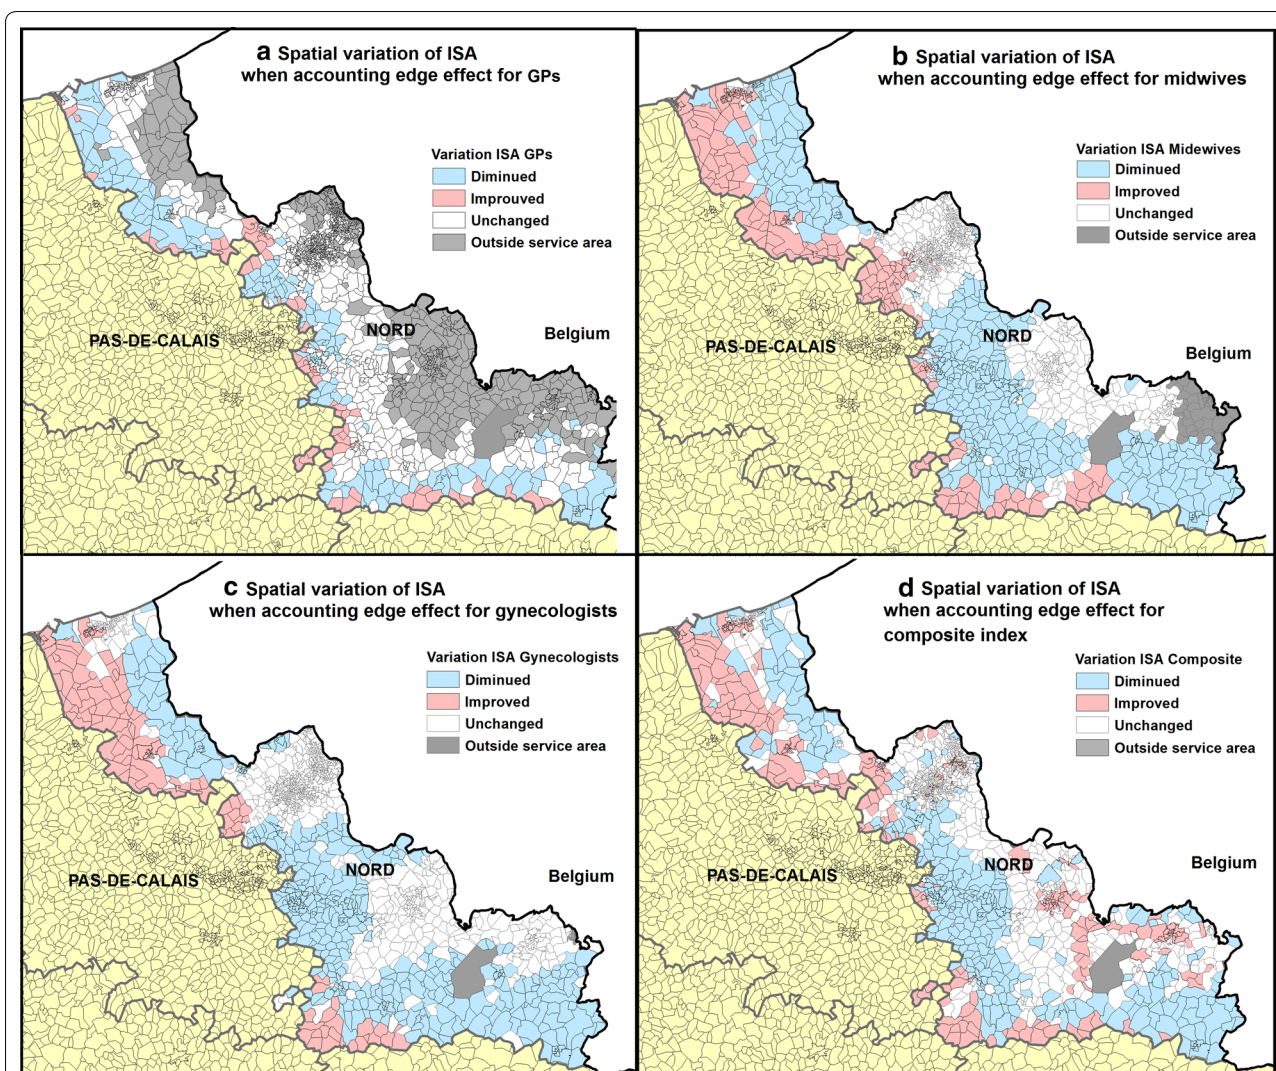 a Spatial variation of ISA
when accounting edge effect for GPs
Variation ISA GPs
Diminued
Improuved
Unchanged
Outside service area
NORD
Belgium
PAS-DE-CALAIS
b Spatial variation of ISA
when accounting edge effect for midwives
Variation ISA Midewives
Diminued
Improved
Unchanged
Outside service area
NORD
Belgium
PAS-DE-CALAIS
c Spatial variation of ISA
when accounting edge effect for gynecologists
Variation ISA Gynecologists
Diminued
Improved
Unchanged
Outside service area
NORD
Belgium
PAS-DE-CALAIS
d Spatial variation of ISA
when accounting edge effect for
composite index
Variation ISA Composite
Diminued
Improved
Unchanged
Outside service area
NORD
Belgium
PAS-DE-CALAIS